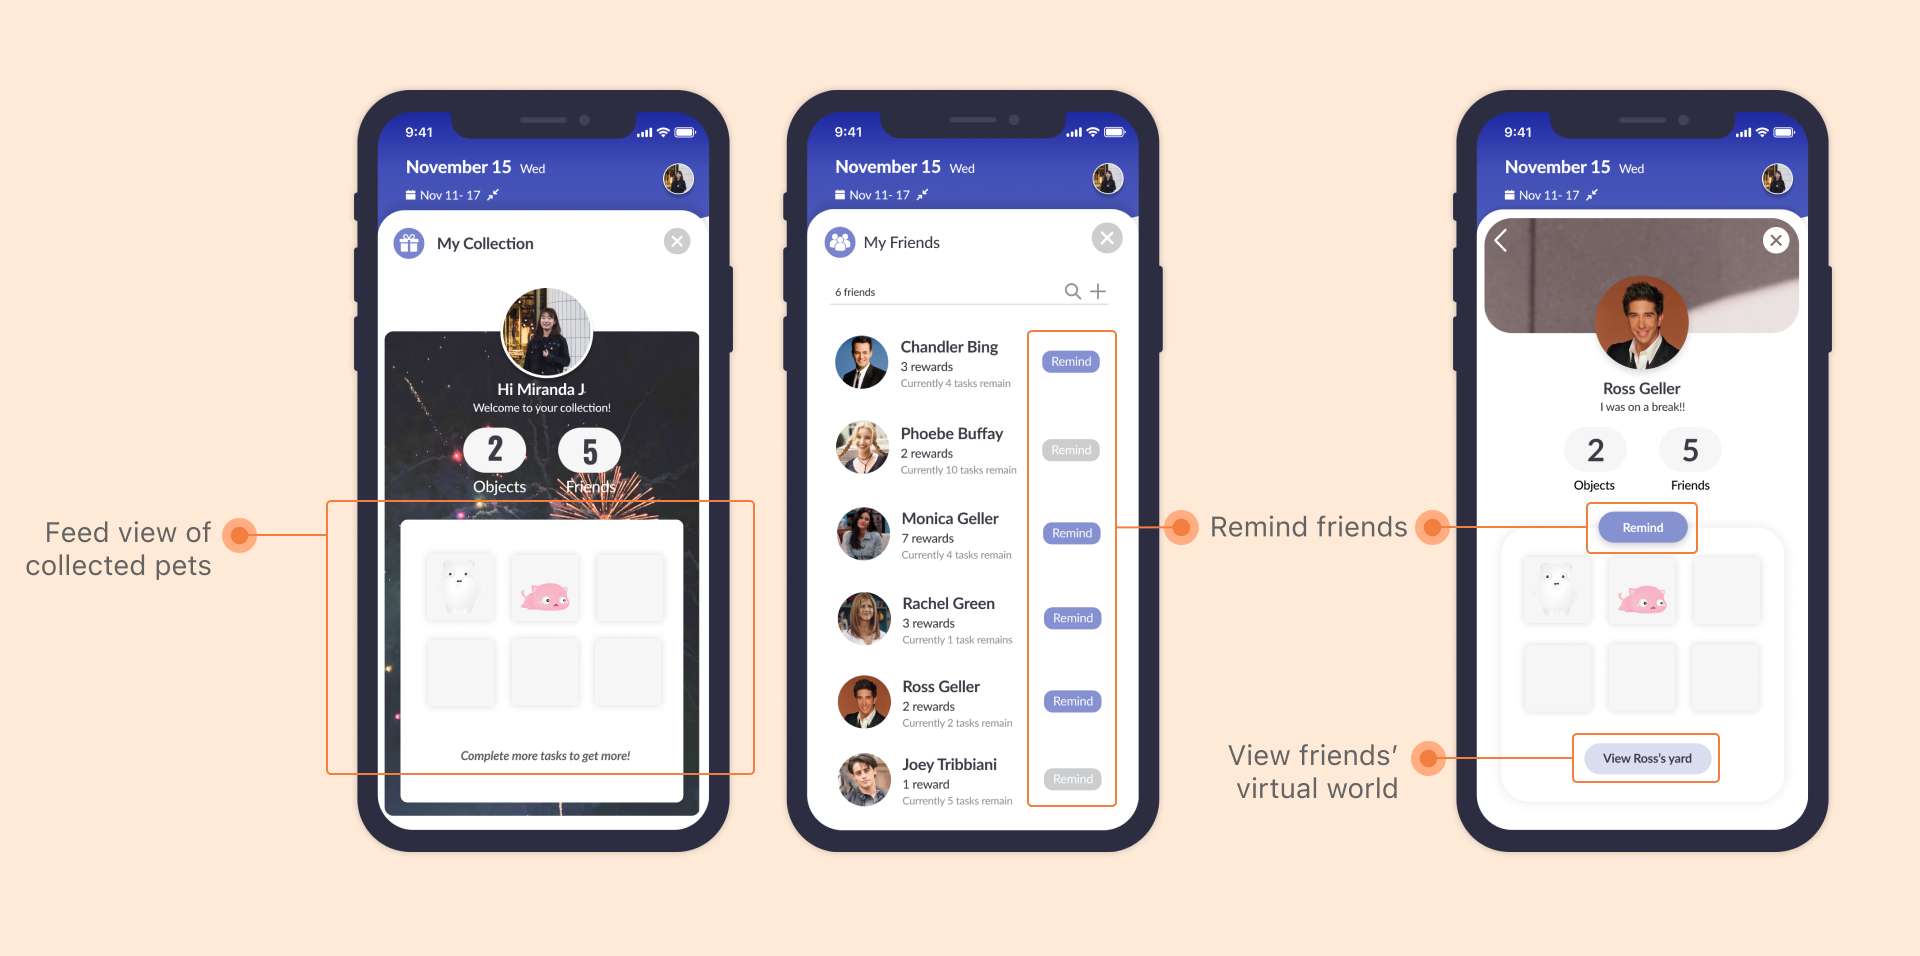 Feed view of
collected pets
9:41
November 15 Wed
Nov 11- 17
My Collection
Hi Miranda J
Welcome to your collection!
2
5
Objects
Friends
Complete more tasks to get more!
9:41
November 15 Wed
Nov 11- 17
My Friends
6 friends
Chandler Bing
3 rewards
Currently 4 tasks remain
Remind
Phoebe Buffay
2 rewards
Currently 10 tasks remain
Remind
Monica Geller
7 rewards
Currently 4 tasks remain
Remind
Rachel Green
3 rewards
Currently 1 task remains
Remind
Ross Geller
2 rewards
Currently 2 tasks remain
Remind
Joey Tribbiani
1 reward
Currently 5 tasks remain
Remind
Remind friends
View friends’
virtual world
9:41
November 15 Wed
Nov 11- 17
Ross Geller
I was on a break!!
2
5
Objects
Friends
Remind
View Ross's yard